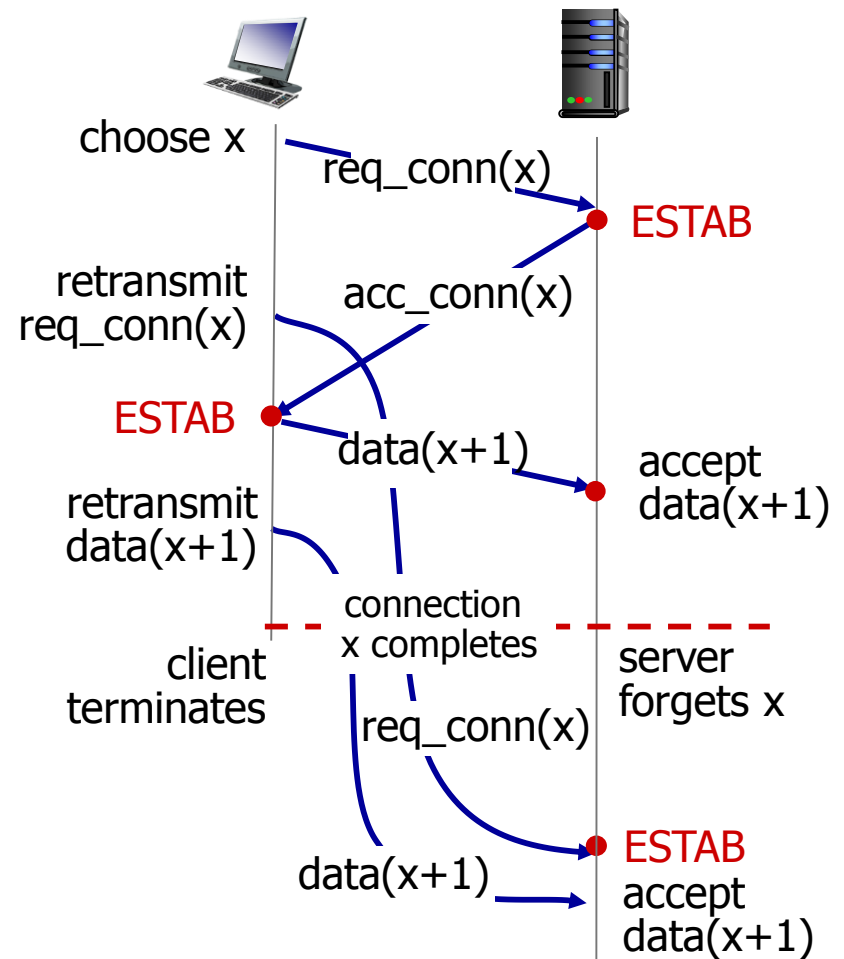 choose x
req_conn(x)
ESTAB
retransmit
req_conn(x)
acc_conn(x)
ESTAB
data(x+1)
accept
data(x+1)
retransmit
data(x+1)
connection
x completes
client
terminates
server
forgets x
req_conn(x)
ESTAB
data(x+1)
accept
data(x+1)